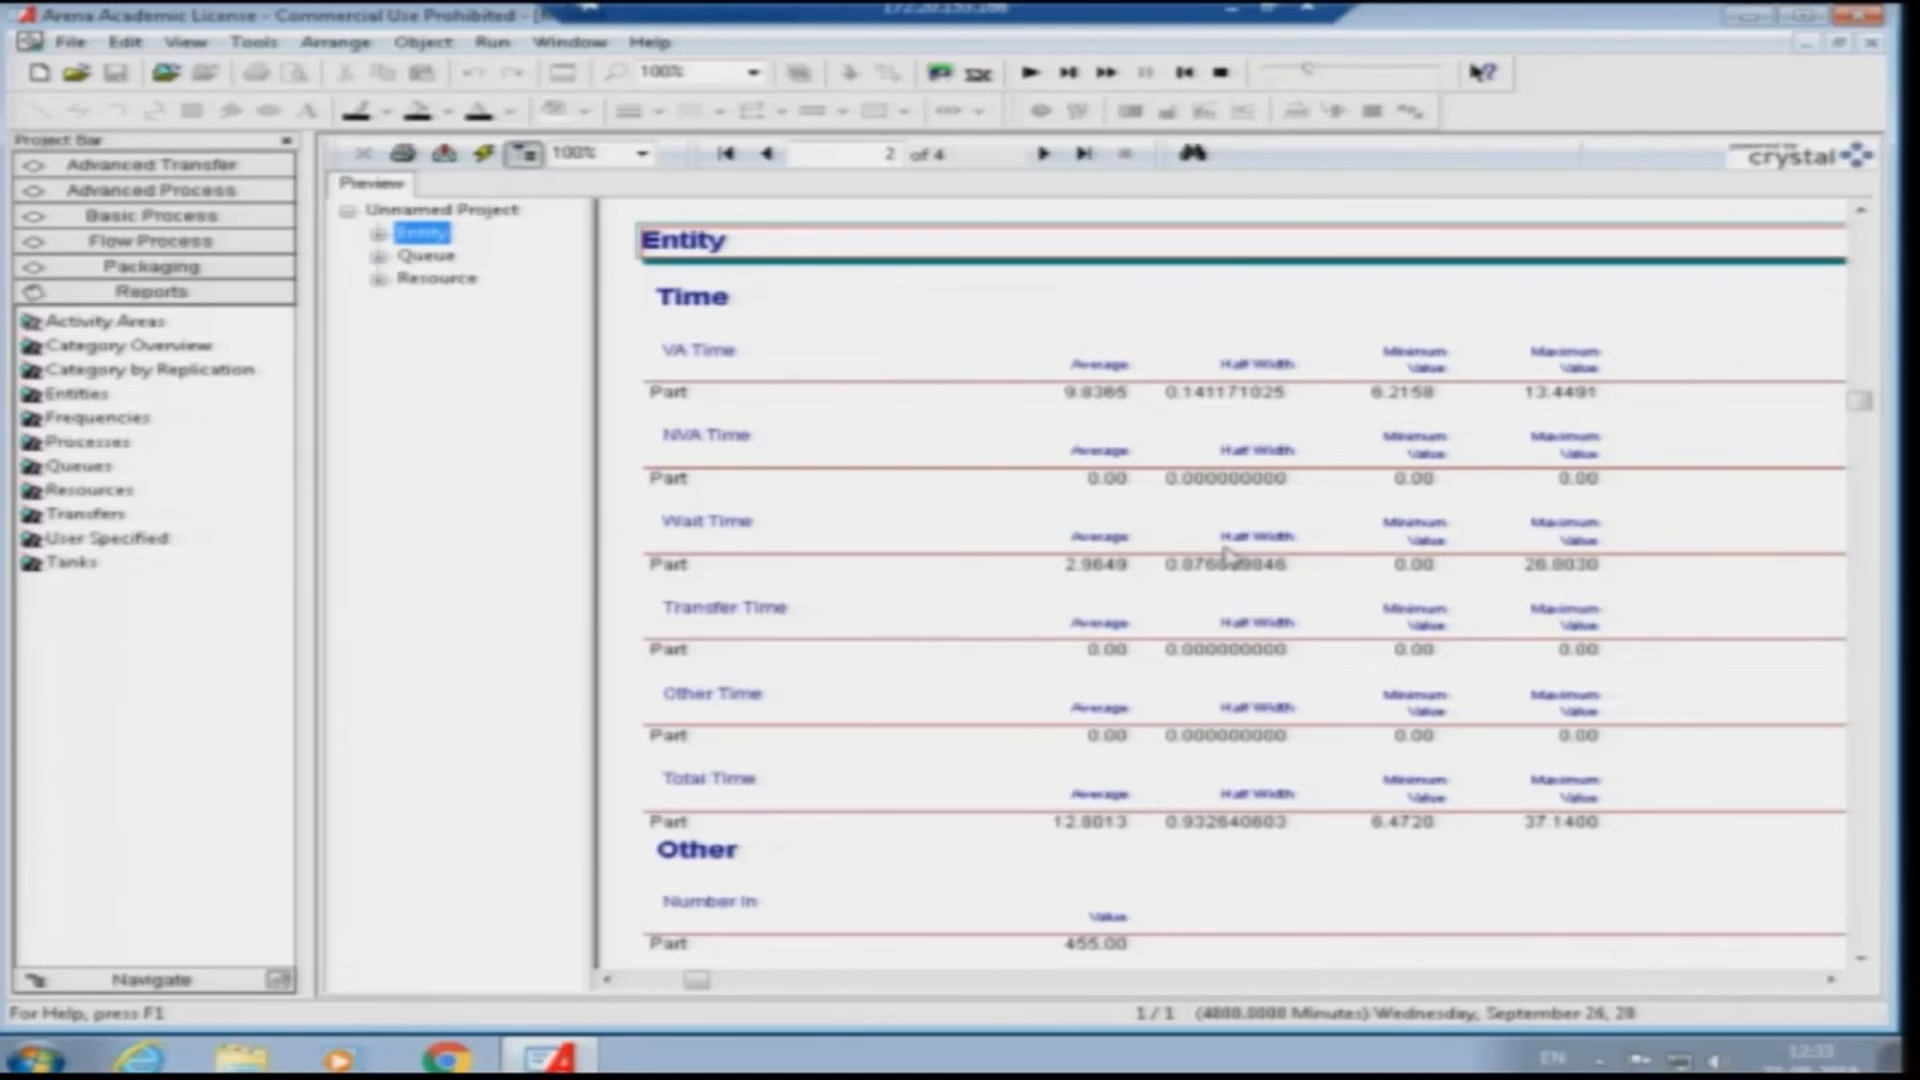 Arena Academic License - Commercial Use Prohibited - [
172.20.153.166
File Edit View Tools Arrange Object Run Window Help
100%
Project Bar
Advanced Transfer
Advanced Process
Basic Process
Flow Process
Packaging
Reports
Activity Areas
Category Overview
Category by Replication
Entities
Frequencies
Processes
Queues
Resources
Transfers
User Specified
Tanks
Navigate
100%
2 of 4
powered by
crystal
Preview
Unnamed Project
Entity
Queue
Resource
Entity
Time
VA Time Average Half Width Minimum Value Maximum Value
Part 9.8365 0.141171025 6.2158 13.4491
NVA Time Average Half Width Minimum Value Maximum Value
Part 0.00 0.000000000 0.00 0.00
Wait Time Average Half Width Minimum Value Maximum Value
Part 2.9649 0.00 26.8030
Transfer Time Average Half Width Minimum Value Maximum Value
Part 0.00 0.000000000 0.00 0.00
Other Time Average Half Width Minimum Value Maximum Value
Part 0.00 0.000000000 0.00 0.00
Total Time Average Half Width Minimum Value Maximum Value
Part 12.8013 0.932640603 6.4720 37.1400
Other
Number In Value
Part 455.00
For Help, press F1
1 / 1 Minutes) Wednesday, September 26, 20
EN
12:33